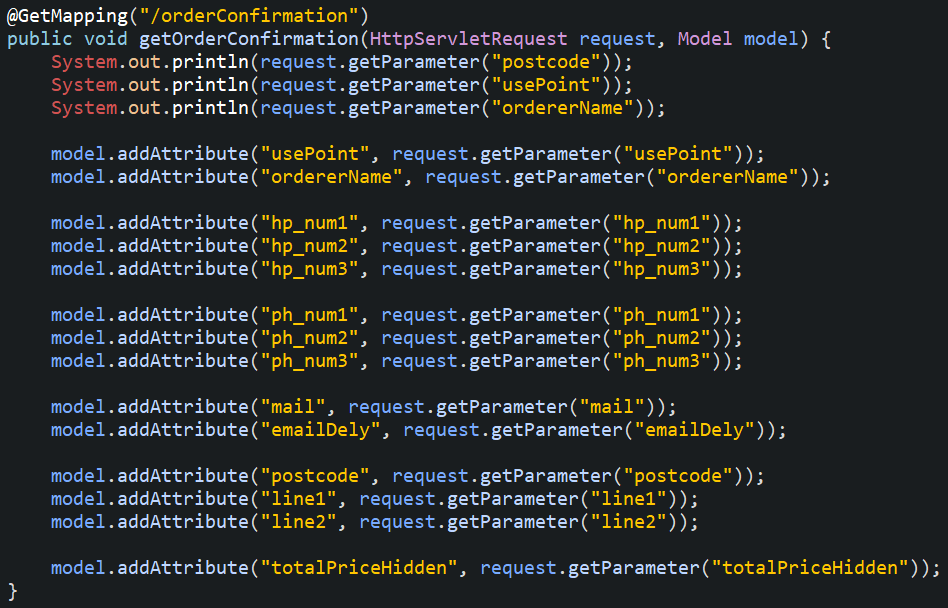 @GetMapping("/orderConfirmation")
public void getOrderConfirmation(HttpServletRequest request, Model model) {
    System.out.println(request.getParameter("postcode"));
    System.out.println(request.getParameter("usePoint"));
    System.out.println(request.getParameter("ordererName"));

    model.addAttribute("usePoint", request.getParameter("usePoint"));
    model.addAttribute("ordererName", request.getParameter("ordererName"));

    model.addAttribute("hp_num1", request.getParameter("hp_num1"));
    model.addAttribute("hp_num2", request.getParameter("hp_num2"));
    model.addAttribute("hp_num3", request.getParameter("hp_num3"));

    model.addAttribute("ph_num1", request.getParameter("ph_num1"));
    model.addAttribute("ph_num2", request.getParameter("ph_num2"));
    model.addAttribute("ph_num3", request.getParameter("ph_num3"));

    model.addAttribute("mail", request.getParameter("mail"));
    model.addAttribute("emailDely", request.getParameter("emailDely"));

    model.addAttribute("postcode", request.getParameter("postcode"));
    model.addAttribute("line1", request.getParameter("line1"));
    model.addAttribute("line2", request.getParameter("line2"));

    model.addAttribute("totalPriceHidden", request.getParameter("totalPriceHidden"));
}